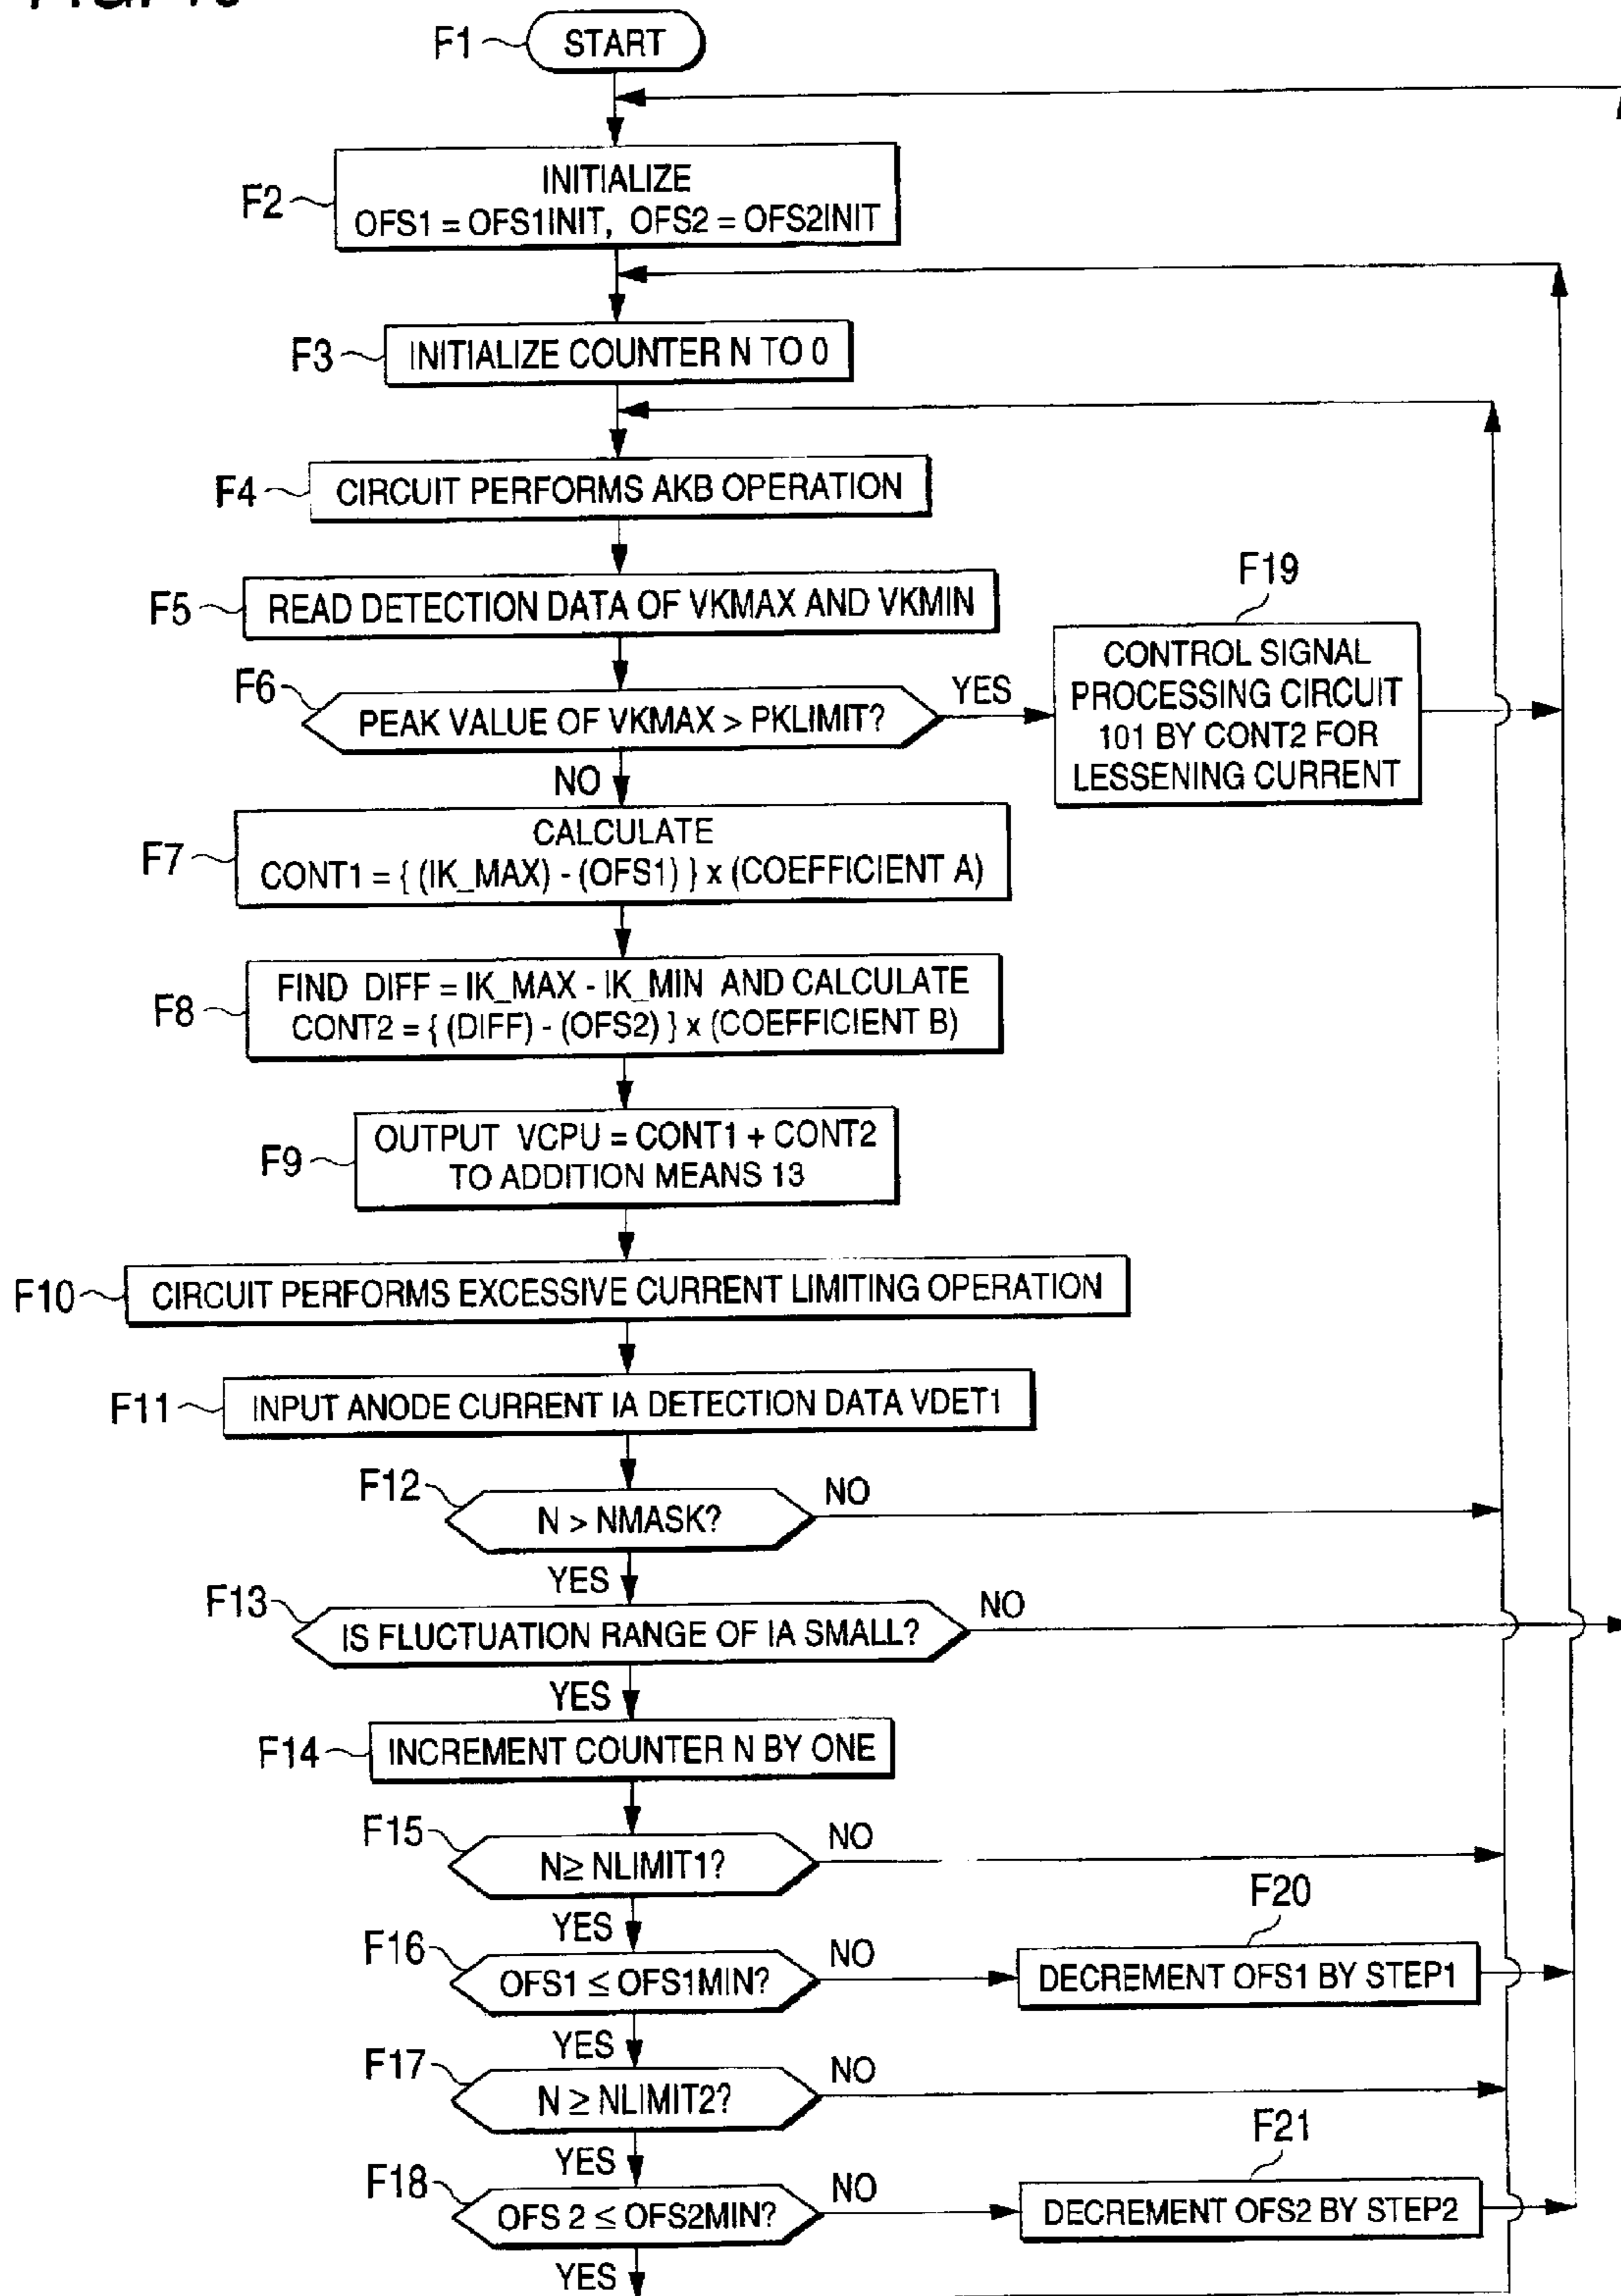 F1
START
F2
INITIALIZE
OFS1 = OFS1INIT, OFS2 = OFS2INIT
F3
INITIALIZE COUNTER N TO 0
F4
CIRCUIT PERFORMS AKB OPERATION
F5
READ DETECTION DATA OF VKMAX AND VKMIN
F6
PEAK VALUE OF VKMAX > PKLIMIT?
YES
NO
F19
CONTROL SIGNAL
PROCESSING CIRCUIT
101 BY CONT2 FOR
LESSENING CURRENT
F7
CALCULATE
CONT1 = { (IK_MAX) - (OFS1) } x (COEFFICIENT A)
F8
FIND DIFF = IK_MAX - IK_MIN AND CALCULATE
CONT2 = { (DIFF) - (OFS2) } x (COEFFICIENT B)
F9
OUTPUT VCPU = CONT1 + CONT2
TO ADDITION MEANS 13
F10
CIRCUIT PERFORMS EXCESSIVE CURRENT LIMITING OPERATION
F11
INPUT ANODE CURRENT IA DETECTION DATA VDET1
F12
N > NMASK?
NO
YES
F13
IS FLUCTUATION RANGE OF IA SMALL?
NO
YES
F14
INCREMENT COUNTER N BY ONE
F15
N ≥ NLIMIT1?
NO
YES
F16
OFS1 ≤ OFS1MIN?
NO
F20
DECREMENT OFS1 BY STEP1
YES
F17
N ≥ NLIMIT2?
NO
YES
F18
OFS 2 ≤ OFS2MIN?
NO
F21
DECREMENT OFS2 BY STEP2
YES